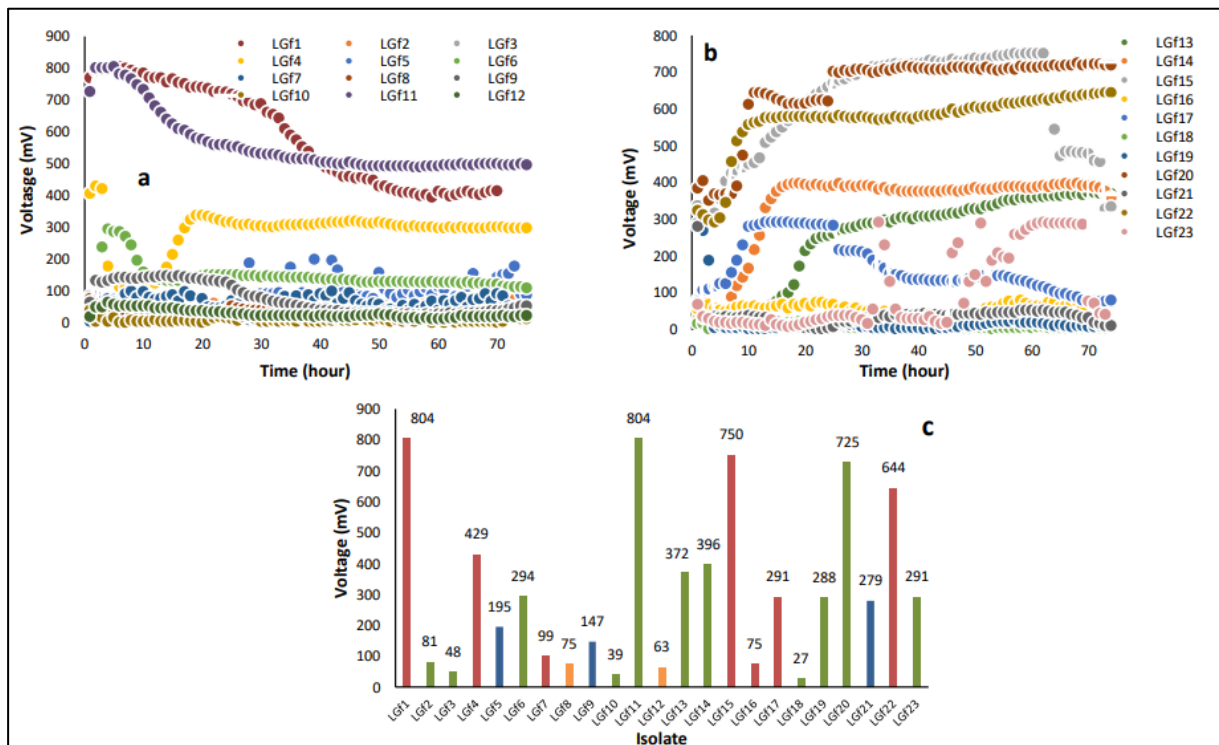 a
900
800
700
600
500
400
300
200
100
0
Voltasge (mV)
LGf1 LGf2 LGf3
LGf4 LGf5 LGf6
LGf7 LGf8 LGf9
LGf10 LGf11 LGf12
0 10 20 30 40 50 60 70
Time (hour)
b
800
700
600
500
400
300
200
100
0
Voltage (mV)
LGf13
LGf14
LGf15
LGf16
LGf17
LGf18
LGf19
LGf20
LGf21
LGf22
LGf23
0 10 20 30 40 50 60 70
Time (hour)
c
900
800
700
600
500
400
300
200
100
0
Voltage (mV)
804 81 48 429 195 294 99 75 147 39 804 63 372 396 750 75 291 27 288 725 279 644 291
LGf1 LGf2 LGf3 LGf4 LGf5 LGf6 LGf7 LGf8 LGf9 LGf10 LGf11 LGf12 LGf13 LGf14 LGf15 LGf16 LGf17 LGf18 LGf19 LGf20 LGf21 LGf22 LGf23
Isolate